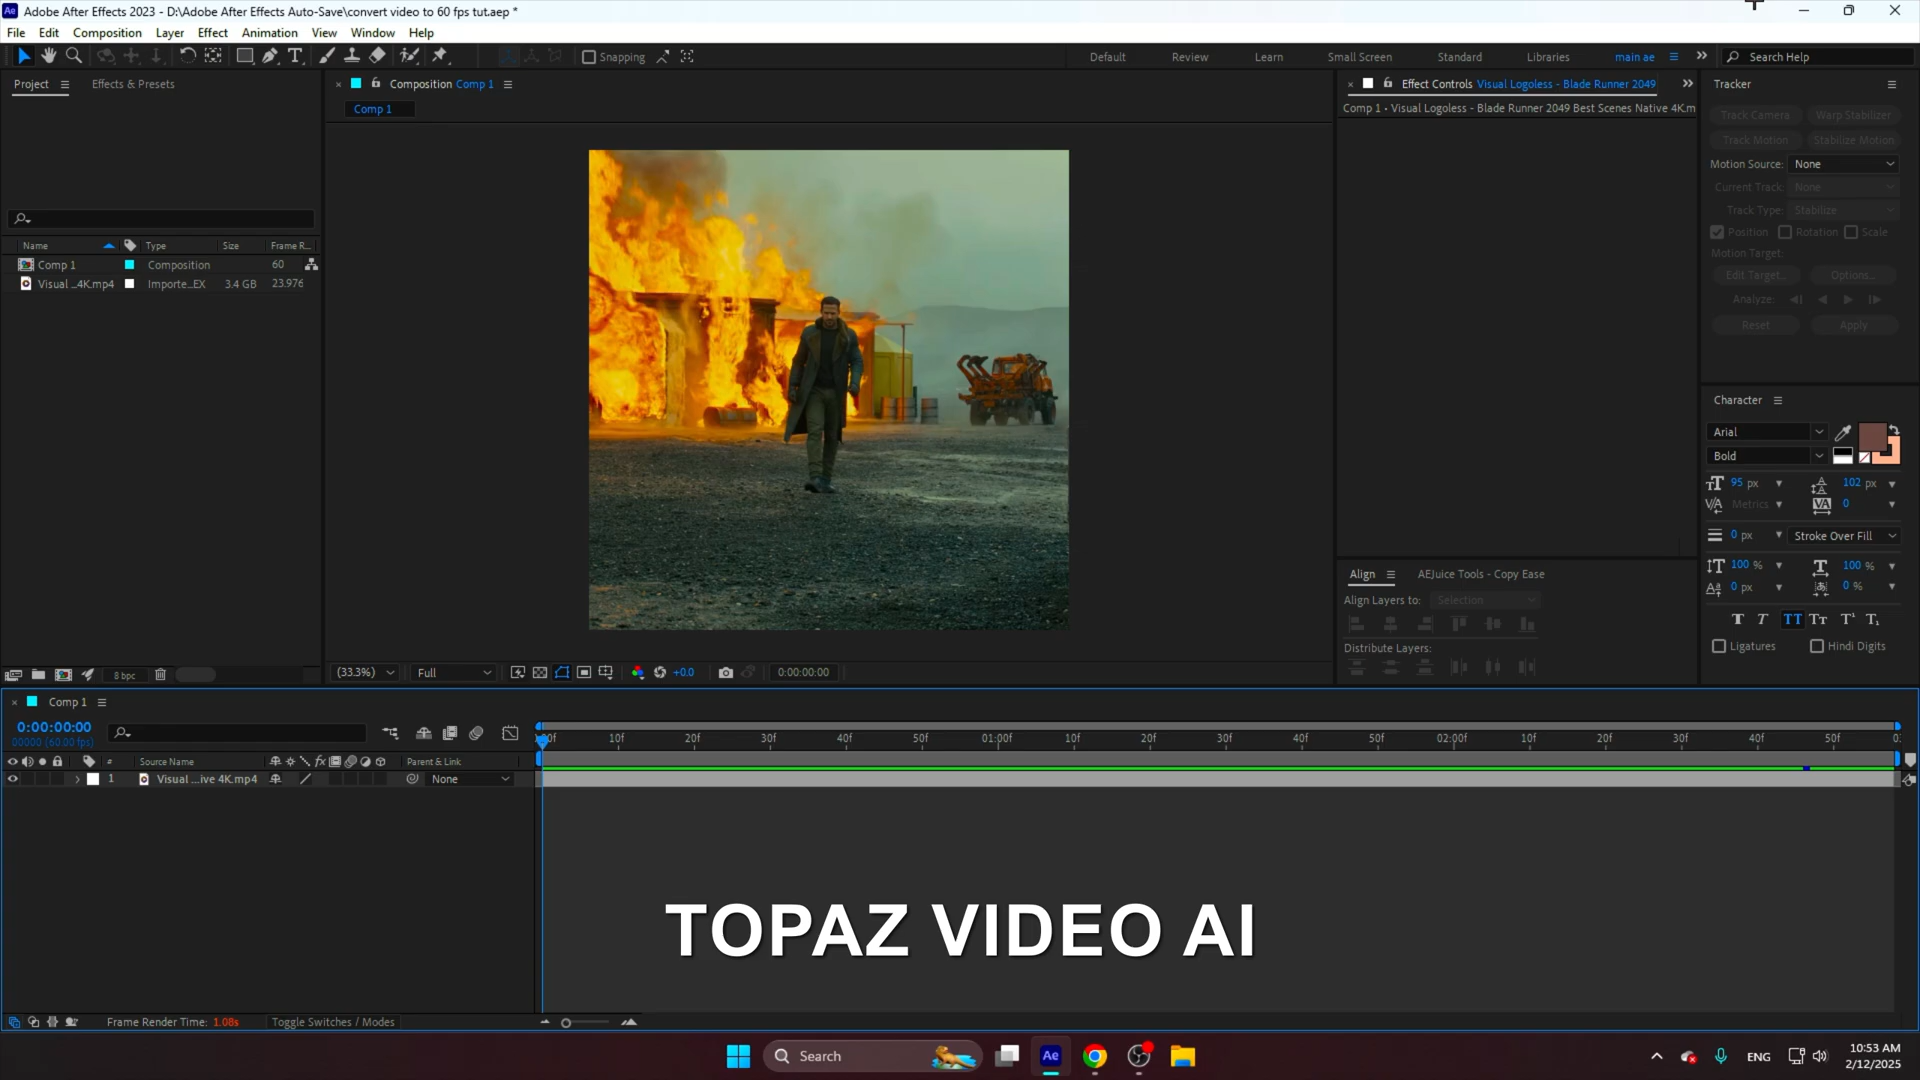 Adobe After Effects 2023 - D:\Adobe After Effects Auto-Save\convert video to 60 fps tut.aep *
File Edit Composition Layer Effect Animation View Window Help
Snapping
Default Review Learn Small Screen Standard Libraries main ae Search Help
Project Effects & Presets
Composition Comp 1
Comp 1
Effect Controls Visual Logoless - Blade Runner 2049
Comp 1 • Visual Logoless - Blade Runner 2049 Best Scenes Native 4K.m
Tracker
Track Camera Warp Stabilizer
Track Motion Stabilize Motion
Motion Source: None
Current Track: None
Track Type: Stabilize
Position Rotation Scale
Motion Target:
Edit Target... Options...
Analyze:
Reset Apply
Name Type Size Frame R...
Comp 1 Composition 60
Visual ...4K.mp4 Importe...EX 3.4 GB 23.976
Character
Arial
Bold
95 px 102 px
Metrics 0
0 px Stroke Over Fill
100 % 100 %
0 px 0 %
Ligatures Hindi Digits
Align AEJuice Tools - Copy Ease
Align Layers to: Selection
Distribute Layers:
8 bpc
(33.3%) Full +0.0 0:00:00:00
Comp 1
0:00:00:00
00000 (60.00 fps)
:00f 10f 20f 30f 40f 50f 01:00f 10f 20f 30f 40f 50f 02:00f 10f 20f 30f 40f 50f 0:
# Source Name Parent & Link
1 Visual ...ive 4K.mp4 None
TOPAZ VIDEO AI
Frame Render Time: 1.08s Toggle Switches / Modes
Search ENG 10:53 AM
2/12/2025